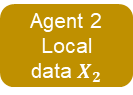 Agent 2
Local
data X₂